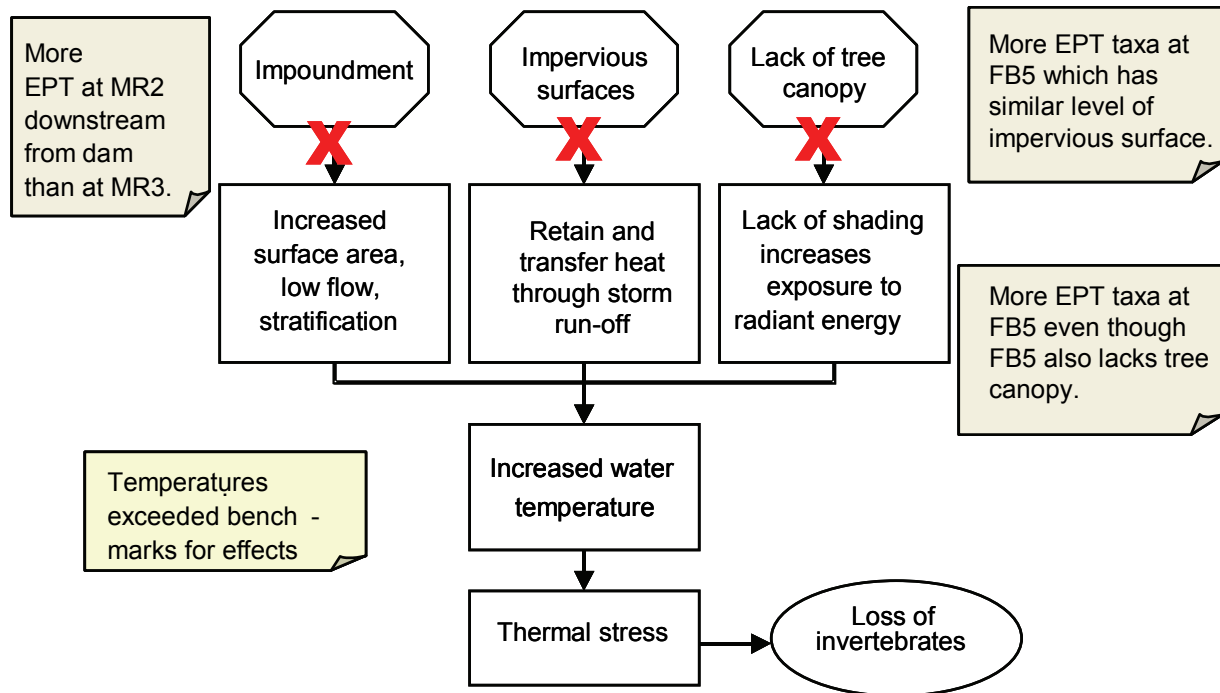 More
EPT at MR2
downstream
from dam
than at MR3.
Impoundment
Impervious
surfaces
Lack of tree
canopy
More EPT taxa at
FB5 which has
similar level of
impervious surface.
X
X
X
Increased
surface area,
low flow,
stratification
Retain and
transfer heat
through storm
run-off
Lack of shading
increases
exposure to
radiant energy
More EPT taxa at
FB5 even though
FB5 also lacks tree
canopy.
Temperatures
exceeded bench -
marks for effects
Increased water
temperature
Thermal stress
Loss of
invertebrates